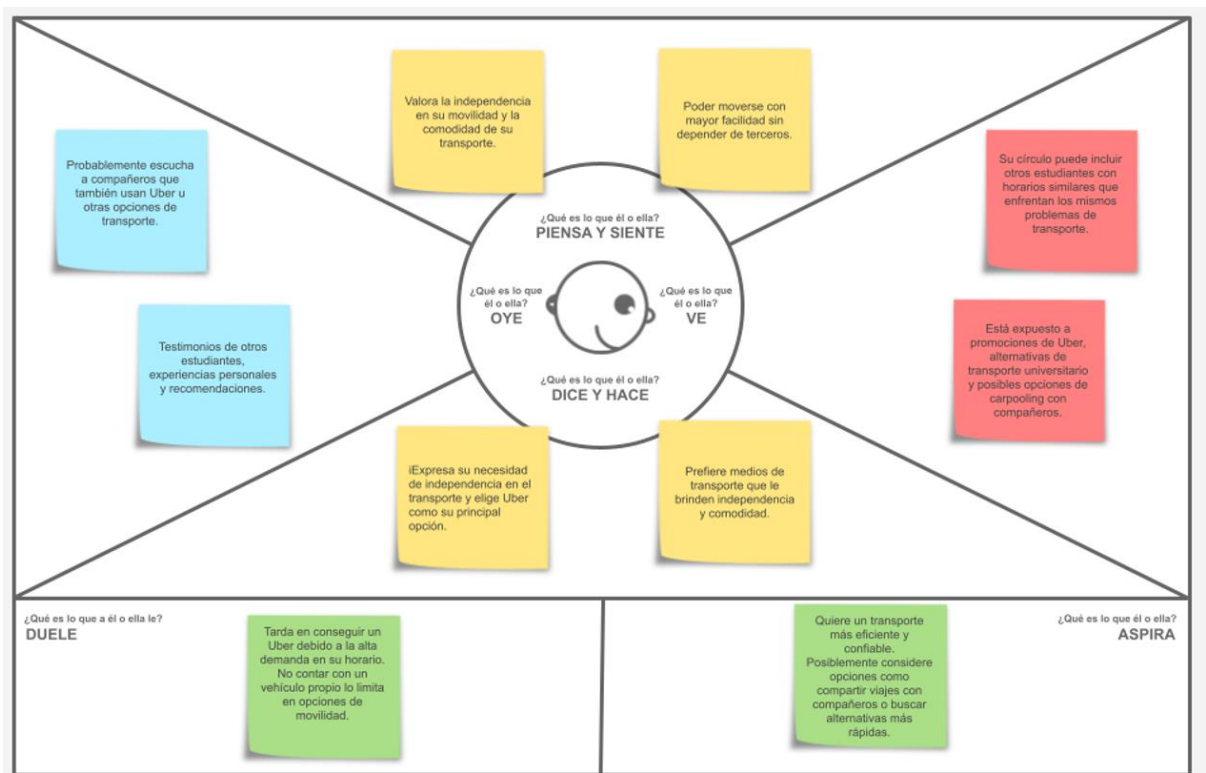 Valora la independencia
en su movilidad y la
comodidad de su
transporte.
Poder moverse con
mayor facilidad sin
depender de terceros.
Probablemente escucha
a compañeros que
también usan Uber u
otras opciones de
transporte.
Su círculo puede incluir
otros estudiantes con
horarios similares que
enfrentan los mismos
problemas de
transporte.
¿Qué es lo que él o ella?
PIENSA Y SIENTE
¿Qué es lo que
él o ella?
OYE
¿Qué es lo que
él o ella?
VE
¿Qué es lo que él o ella?
DICE Y HACE
Testimonios de otros
estudiantes,
experiencias personales
y recomendaciones.
Está expuesto a
promociones de Uber,
alternativas de
transporte universitario
y posibles opciones de
carpooling con
compañeros.
iExpresa su necesidad
de independencia en el
transporte y elige Uber
como su principal
opción.
Prefiere medios de
transporte que le
brinden independencia
y comodidad.
¿Qué es lo que a él o ella le?
DUELE
Tarda en conseguir un
Uber debido a la alta
demanda en su horario.
No contar con un
vehículo propio lo limita
en opciones de
movilidad.
Quiere un transporte
más eficiente y
confiable.
Posiblemente considere
opciones como
compartir viajes con
compañeros o buscar
alternativas más
rápidas.
¿Qué es lo que él o ella?
ASPIRA